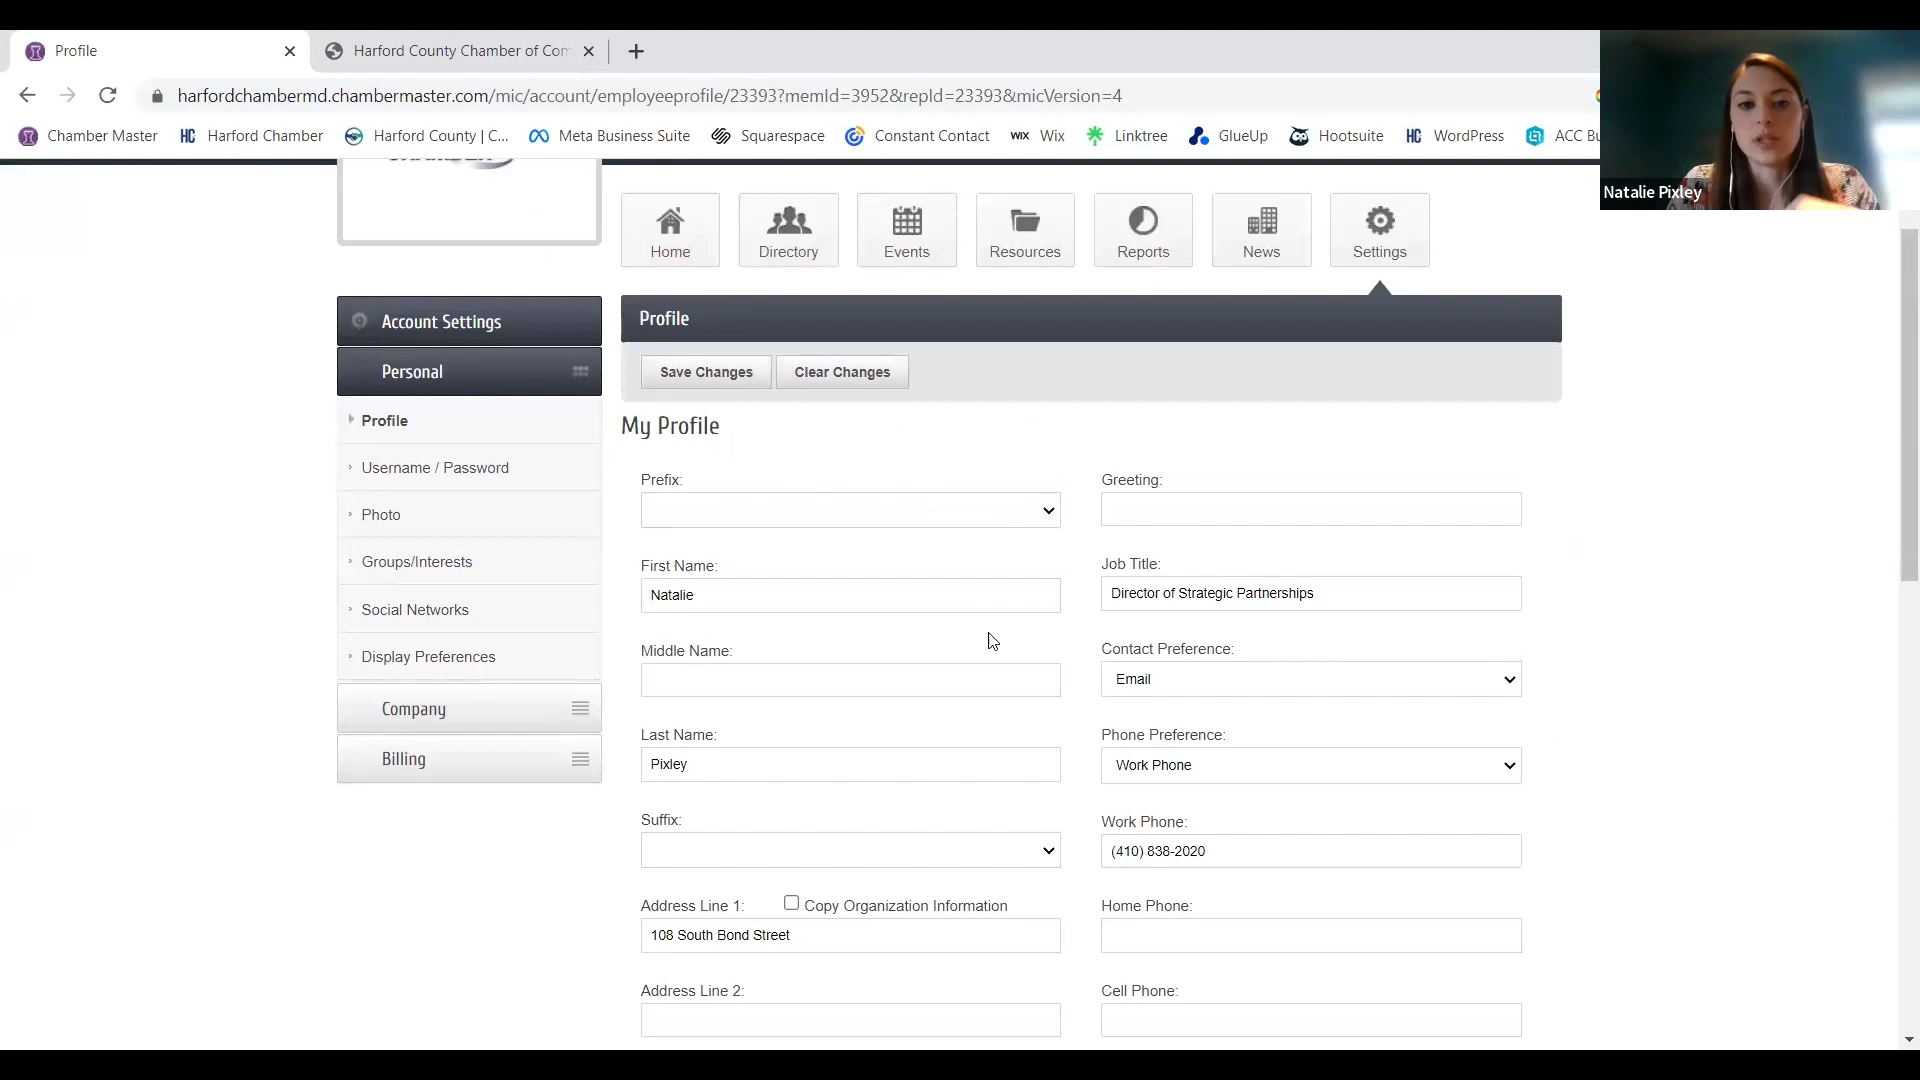 Profile
Harford County Chamber of Com
harfordchambermd.chambermaster.com/mic/account/employeeprofile/23393?memId=3952&repId=23393&micVersion=4
Chamber Master HC Harford Chamber Harford County | C... Meta Business Suite Squarespace Constant Contact WIX Wix Linktree GlueUp Hootsuite HC WordPress ACC Bu
Natalie Pixley
Home Directory Events Resources Reports News Settings
Account Settings
Personal
Profile
Username / Password
Photo
Groups/Interests
Social Networks
Display Preferences
Company
Billing
Profile
Save Changes Clear Changes
My Profile
Prefix: Greeting:
First Name: Job Title:
Natalie Director of Strategic Partnerships
Middle Name: Contact Preference:
Email
Last Name: Phone Preference:
Pixley Work Phone
Suffix: Work Phone:
(410) 838-2020
Address Line 1: Copy Organization Information Home Phone:
108 South Bond Street
Address Line 2: Cell Phone: